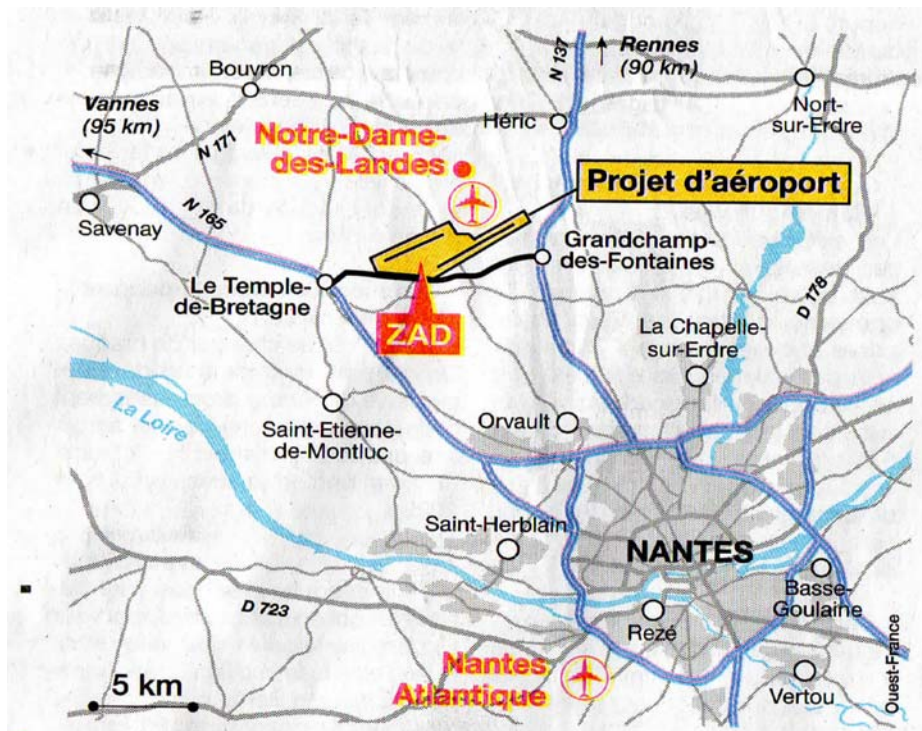 Rennes
(90 km)
N 137
Bouvron
Vannes
(95 km)
N 171
Héric
Nort-
sur-Erdre
Notre-Dame-
des-Landes
Projet d'aéroport
N 165
Savenay
Grandchamp-
des-Fontaines
Le Temple-
de-Bretagne
ZAD
D 178
La Chapelle-
sur-Erdre
La Loire
Saint-Etienne-
de-Montluc
Orvault
Saint-Herblain
NANTES
Basse-
Goulaine
D 723
Rezé
Nantes
Atlantique
Vertou
5 km
Ouest-France